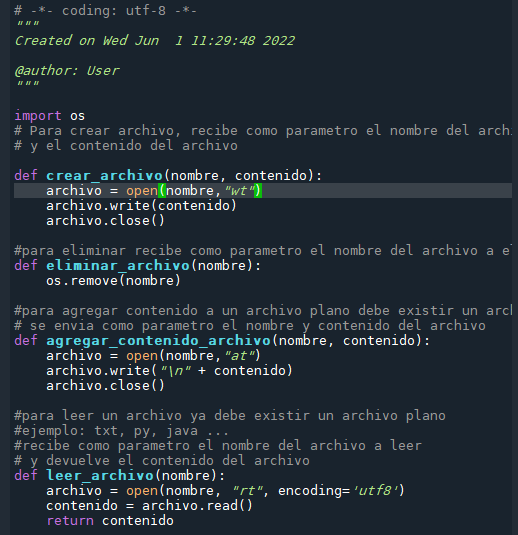 # -*- coding: utf-8 -*-
"""
Created on Wed Jun  1 11:29:48 2022

@author: User
"""

import os
# Para crear archivo, recibe como parametro el nombre del
# y el contenido del archivo

def crear_archivo(nombre, contenido):
    archivo = open(nombre,"wt")
    archivo.write(contenido)
    archivo.close()

#para eliminar recibe como parametro el nombre del archivo a
def eliminar_archivo(nombre):
    os.remove(nombre)

#para agregar contenido a un archivo plano debe existir un
# se envia como parametro el nombre y contenido del archivo
def agregar_contenido_archivo(nombre, contenido):
    archivo = open(nombre,"at")
    archivo.write("\n" + contenido)
    archivo.close()

#para leer un archivo ya debe existir un archivo plano
#ejemplo: txt, py, java ...
#recibe como parametro el nombre del archivo a leer
# y devuelve el contenido del archivo
def leer_archivo(nombre):
    archivo = open(nombre, "rt", encoding='utf8')
    contenido = archivo.read()
    return contenido